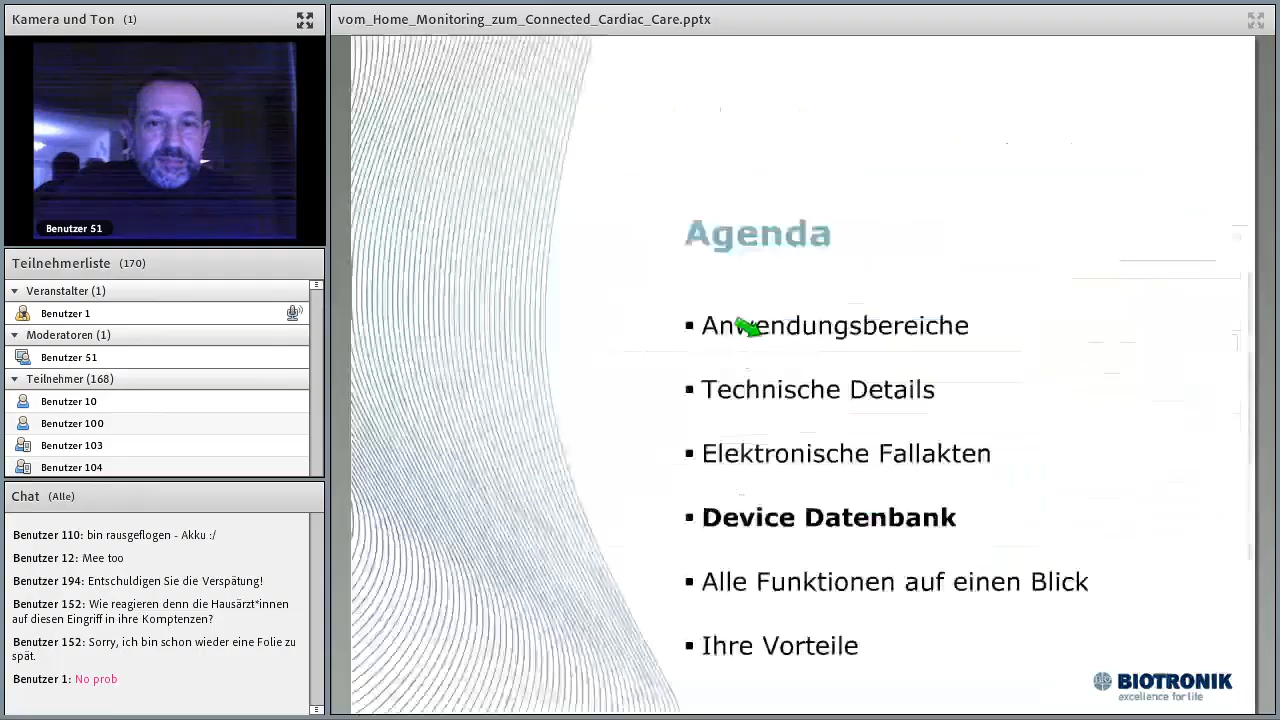 Kamera und Ton (1)
Benutzer 51
Teilnehmerliste (170)
Veranstalter (1)
Benutzer 1
Moderatoren (1)
Benutzer 51
Teilnehmer (168)
Benutzer 10
Benutzer 100
Benutzer 103
Benutzer 104
Chat (Alle)
Benutzer 110: bin rausgeflogen - Akku :/
Benutzer 12: Mee too
Benutzer 194: Entschuldigen Sie die Verspätung!
Benutzer 152: Wie reagieren denn die Hausärzt*innen
auf diesen Eingriff in ihre Komptenzen?
Benutzer 152: Sorry, ich bin schon wieder eine Folie zu
spät.
Benutzer 1: No prob
vom_Home_Monitoring_zum_Connected_Cardiac_Care.pptx
Agenda
▪ Anwendungsbereiche
▪ Technische Details
▪ Elektronische Fallakten
▪ Device Datenbank
▪ Alle Funktionen auf einen Blick
▪ Ihre Vorteile
BIOTRONIK
excellence for life